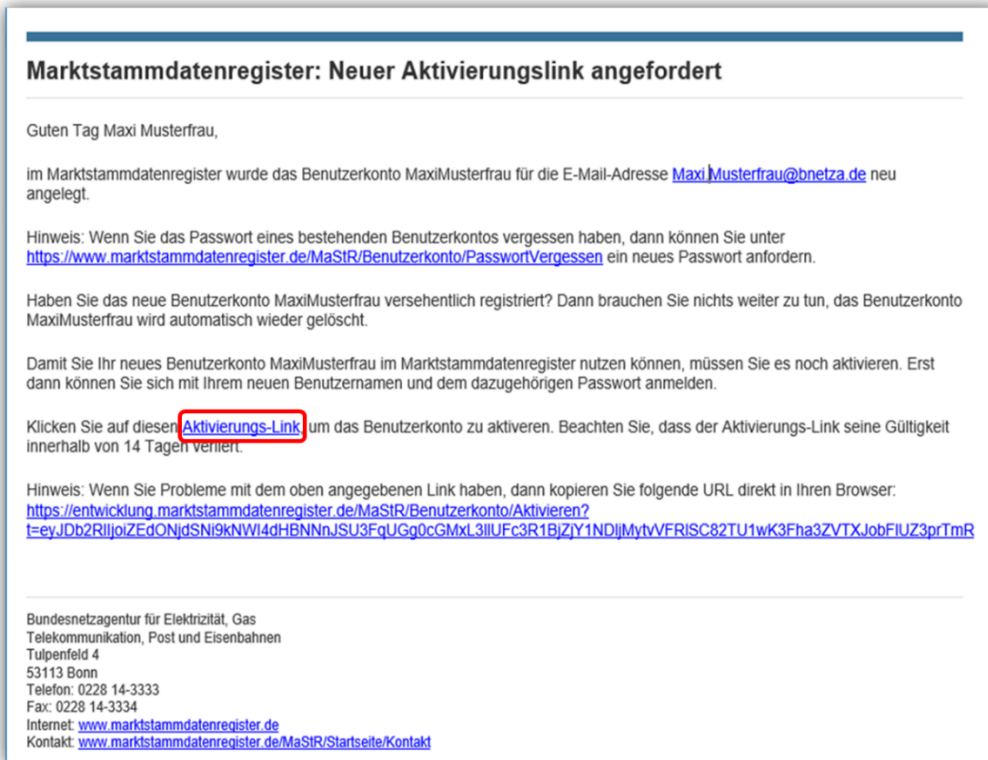 Marktstammdatenregister: Neuer Aktivierungslink angefordert
Guten Tag Maxi Musterfrau,
im Marktstammdatenregister wurde das Benutzerkonto MaxiMusterfrau für die E-Mail-Adresse Maxi.Musterfrau@bnetza.de neu
angelegt.
Hinweis: Wenn Sie das Passwort eines bestehenden Benutzerkontos vergessen haben, dann können Sie unter
https://www.marktstammdatenregister.de/MaStR/Benutzerkonto/PasswortVergessen ein neues Passwort anfordern.
Haben Sie das neue Benutzerkonto MaxiMusterfrau versehentlich registriert? Dann brauchen Sie nichts weiter zu tun, das Benutzerkonto
MaxiMusterfrau wird automatisch wieder gelöscht.
Damit Sie Ihr neues Benutzerkonto MaxiMusterfrau im Marktstammdatenregister nutzen können, müssen Sie es noch aktivieren. Erst
dann können Sie sich mit Ihrem neuen Benutzernamen und dem dazugehörigen Passwort anmelden.
Klicken Sie auf diesen Aktivierungs-Link, um das Benutzerkonto zu aktiveren. Beachten Sie, dass der Aktivierungs-Link seine Gültigkeit
innerhalb von 14 Tagen verliert.
Hinweis: Wenn Sie Probleme mit dem oben angegebenen Link haben, dann kopieren Sie folgende URL direkt in Ihren Browser:
https://entwicklung.marktstammdatenregister.de/MaStR/Benutzerkonto/Aktivieren?
Bundesnetzagentur für Elektrizität, Gas
Telekommunikation, Post und Eisenbahnen
Tulpenfeld 4
53113 Bonn
Telefon: 0228 14-3333
Fax: 0228 14-3334
Internet: www.marktstammdatenregister.de
Kontakt: www.marktstammdatenregister.de/MaStR/Startseite/Kontakt